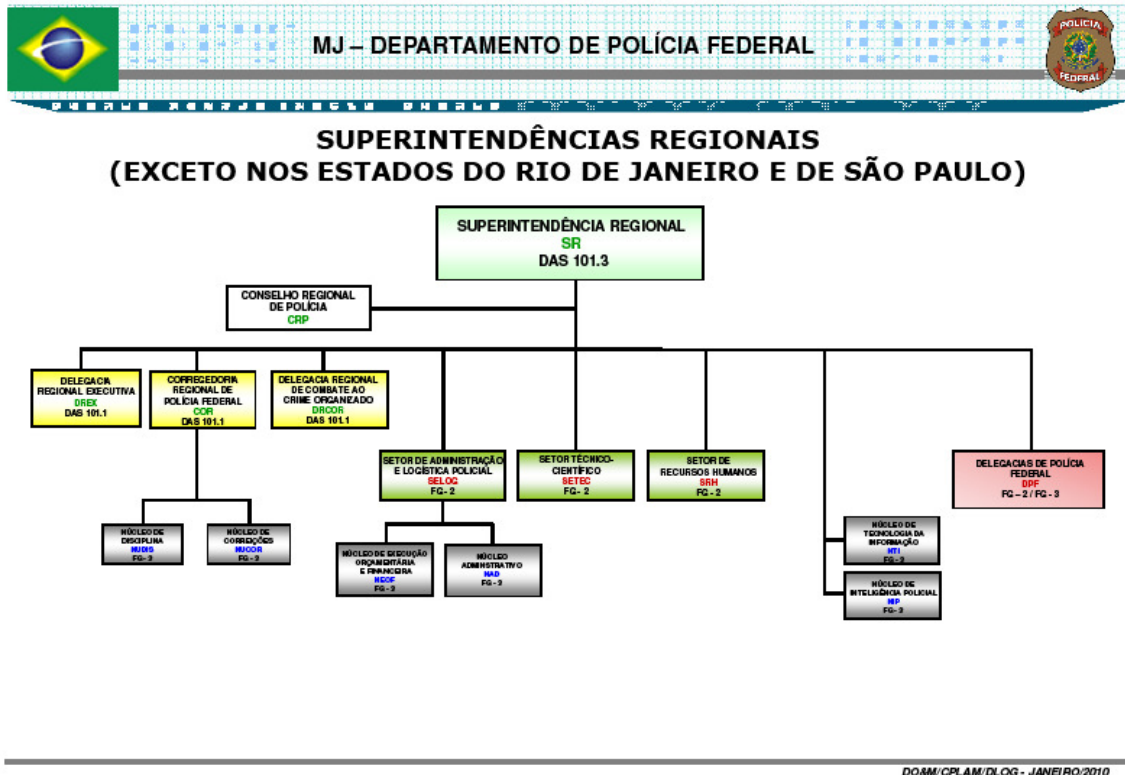 MJ – DEPARTAMENTO DE POLÍCIA FEDERAL
POLÍCIA
FEDERAL
SUPERINTENDÊNCIAS REGIONAIS
(EXCETO NOS ESTADOS DO RIO DE JANEIRO E DE SÃO PAULO)
SUPERINTENDÊNCIA REGIONAL
SR
DAS 101.3
CONSELHO REGIONAL
DE POLÍCIA
CRP
DELEGACIA
REGIONAL EXECUTIVA
DREX
DAS 101.1
CORREGEDORIA
REGIONAL DE
POLÍCIA FEDERAL
COR
DAS 101.1
DELEGACIA REGIONAL
DE COMBATE AO
CRIME ORGANIZADO
DRCOR
DAS 101.1
SETOR DE ADMINISTRAÇÃO
E LOGÍSTICA POLICIAL
SELOG
FG - 2
SETOR TÉCNICO-
CIENTÍFICO
SETEC
FG - 2
SETOR DE
RECURSOS HUMANOS
SRH
FG - 2
DELEGACIAS DE POLÍCIA
FEDERAL
DPF
FG – 2 / FG - 3
NÚCLEO DE
DISCIPLINA
NUDIS
FG - 3
NÚCLEO DE
CORREIÇÕES
NUCOR
FG - 3
NÚCLEO DE EXECUÇÃO
ORÇAMENTÁRIA
E FINANCEIRA
NEOF
FG - 3
NÚCLEO
ADMINISTRATIVO
NAD
FG - 3
NÚCLEO DE
TECNOLOGIA DA
INFORMAÇÃO
NTI
FG - 3
NÚCLEO DE
INTELIGÊNCIA POLICIAL
NIP
FG - 3
DO&M/CPLAM/DLOG - JANEIRO/2010